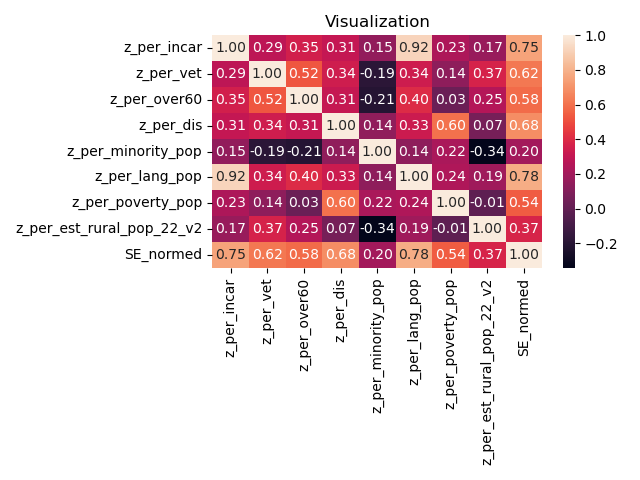 Visualization
z_per_incar 1.00 0.29 0.35 0.31 0.15 0.92 0.23 0.17 0.75
z_per_vet 0.29 1.00 0.52 0.34 -0.19 0.34 0.14 0.37 0.62
z_per_over60 0.35 0.52 1.00 0.31 -0.21 0.40 0.03 0.25 0.58
z_per_dis 0.31 0.34 0.31 1.00 0.14 0.33 0.60 0.07 0.68
z_per_minority_pop 0.15 -0.19 -0.21 0.14 1.00 0.14 0.22 -0.34 0.20
z_per_lang_pop 0.92 0.34 0.40 0.33 0.14 1.00 0.24 0.19 0.78
z_per_poverty_pop 0.23 0.14 0.03 0.60 0.22 0.24 1.00 -0.01 0.54
z_per_est_rural_pop_22_v2 0.17 0.37 0.25 0.07 -0.34 0.19 -0.01 1.00 0.37
SE_normed 0.75 0.62 0.58 0.68 0.20 0.78 0.54 0.37 1.00
z_per_incar
z_per_vet
z_per_over60
z_per_dis
z_per_minority_pop
z_per_lang_pop
z_per_poverty_pop
z_per_est_rural_pop_22_v2
SE_normed
1.0
0.8
0.6
0.4
0.2
0.0
−0.2